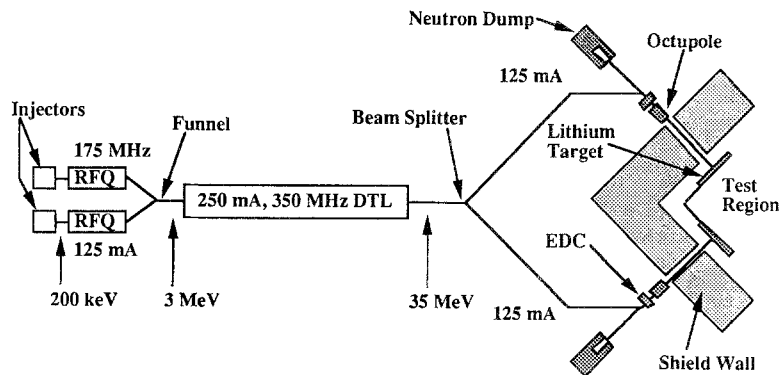 Neutron Dump
Octupole
125 mA
Injectors
Funnel
Beam Splitter
175 MHz
Lithium
Target
RFQ
250 mA, 350 MHz DTL
Test
Region
RFQ
125 mA
EDC
200 keV
3 MeV
35 MeV
125 mA
Shield Wall